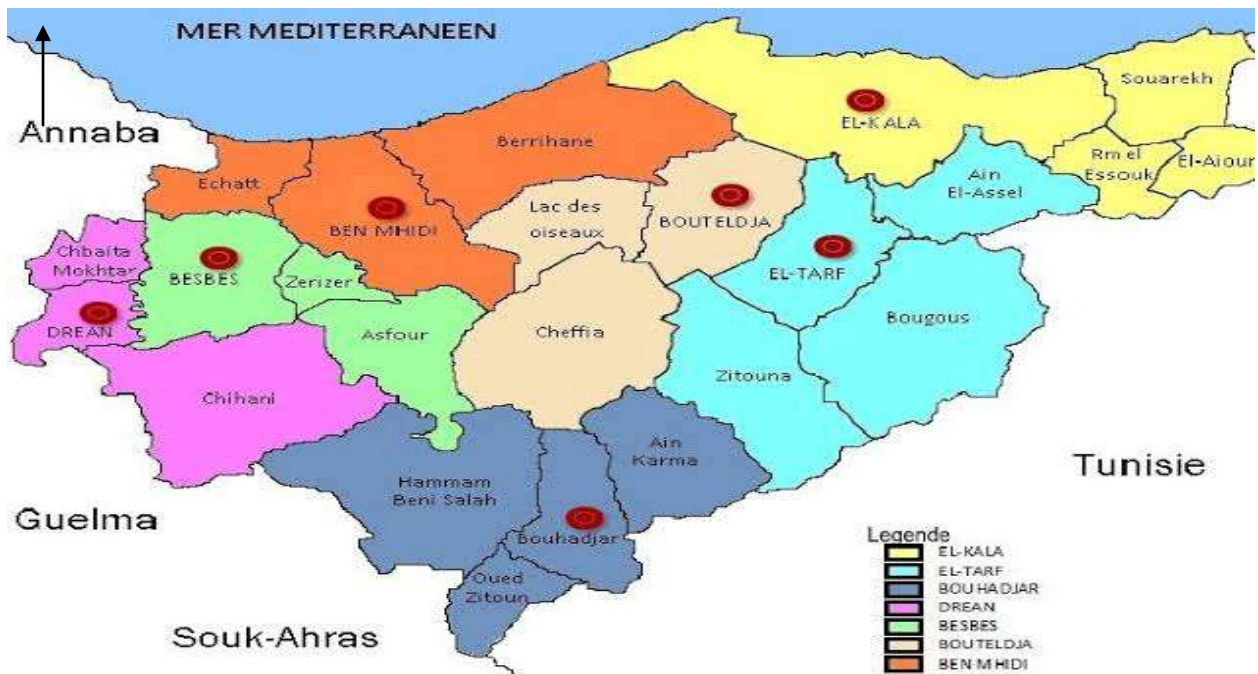 MER MEDITERRANEEN
Annaba
Souarekh
EL-KALA
Berrihane
Rm el
Essouk
El-Aioun
Echatt
Ain
El-Assel
Lac des
oiseaux
BOUTELDJA
BEN MHIDI
Chbaita
Mokhtar
BESBES
Zerizer
EL-TARF
DREAN
Asfour
Cheffia
Bougous
Zitouna
Chihani
Ain
Karma
Tunisie
Hammam
Beni Salah
Guelma
Bouhadjar
Oued
Zitoun
Souk-Ahras
Legende
EL-KALA
EL-TARF
BOUHADJAR
DREAN
BESBES
BOUTELDJA
BEN MHIDI